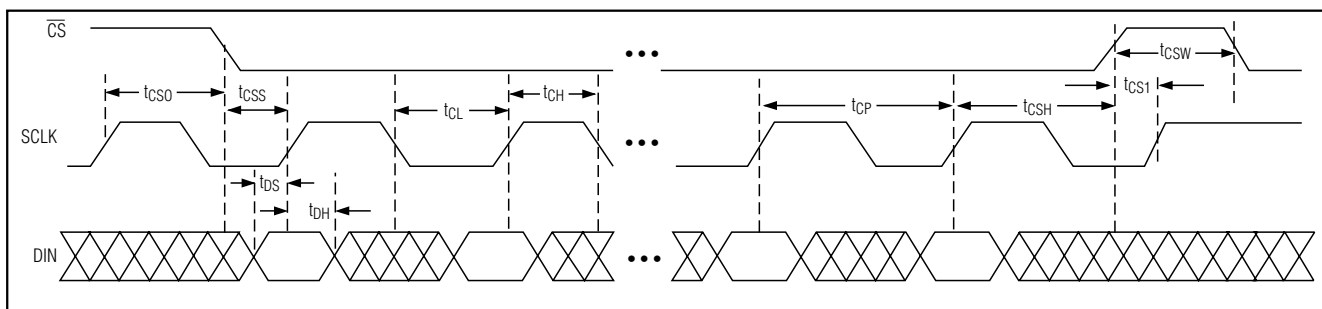 CS
•••
tCSW
tCSO tCSS tCL tCH tCP tCSH tCS1
SCLK
•••
tDS
tDH
DIN
•••